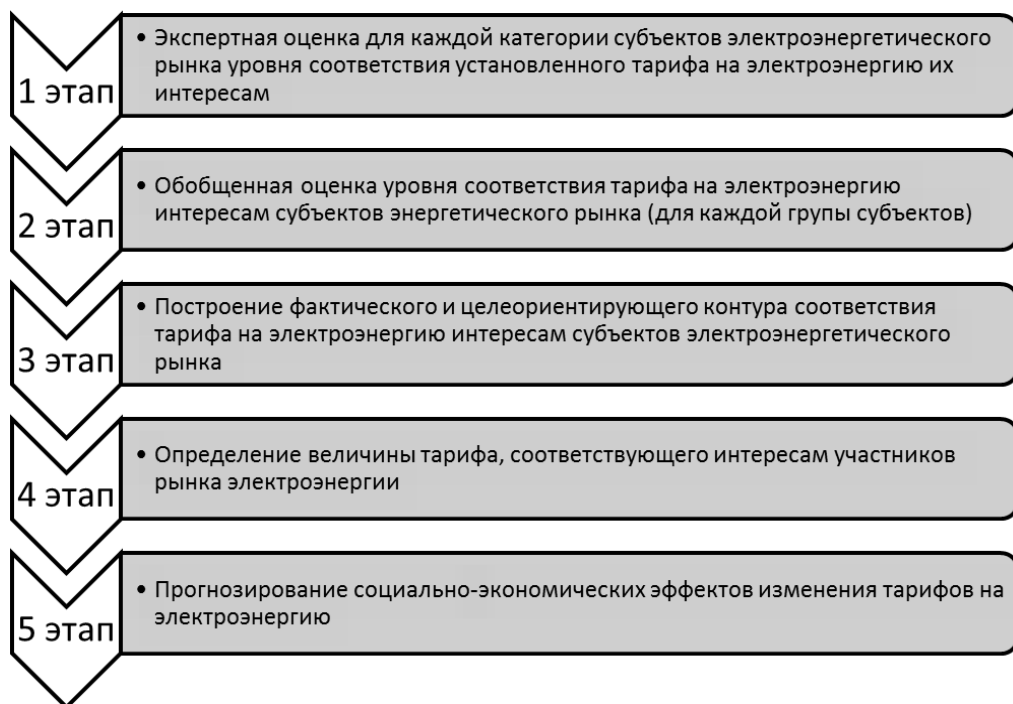 1 этап
• Экспертная оценка для каждой категории субъектов электроэнергетического
рынка уровня соответствия установленного тарифа на электроэнергию их
интересам
2 этап
• Обобщенная оценка уровня соответствия тарифа на электроэнергию
интересам субъектов энергетического рынка (для каждой групы субъектов)
3 этап
• Построение фактического и целеориентирующего контура соответствия
тарифа на электроэнергию интересам субъектов электроэнергетического
рынка
4 этап
• Определение величины тарифа, соответствующего интересам участников
рынка электроэнергии
5 этап
• Прогнозирование социально-экономических эффектов изменения тарифов на
электроэнергию